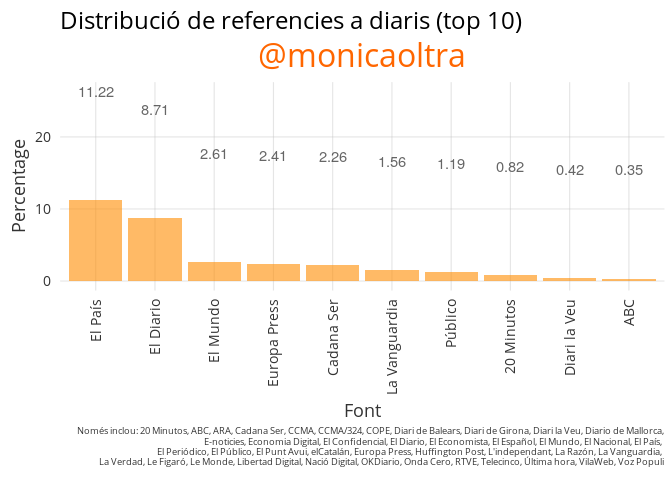 Distribució de referencies a diaris (top 10)
@monicaoltra
11.22
8.71
2.61
2.41
2.26
1.56
1.19
0.82
0.42
0.35
Percentage
20
10
0
El País
El Diario
El Mundo
Europa Press
Cadana Ser
La Vanguardia
Público
20 Minutos
Diari la Veu
ABC
Font
Només inclou: 20 Minutos, ABC, ARA, Cadana Ser, CCMA, CCMA/324, COPE, Diari de Balears, Diari de Girona, Diari la Veu, Diario de Mallorca,
E-noticies, Economia Digital, El Confidencial, El Diario, El Economista, El Español, El Mundo, El Nacional, El País,
El Periódico, El Público, El Punt Avui, elCatalán, Europa Press, Huffington Post, L'independant, La Razón, La Vanguardia,
La Verdad, Le Figaró, Le Monde, Libertad Digital, Nació Digital, OKDiario, Onda Cero, RTVE, Telecinco, Última hora, VilaWeb, Voz Populi